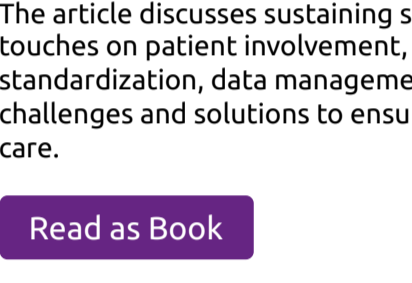 The article discusses sustaining s
touches on patient involvement,
standardization, data manageme
challenges and solutions to ensu
care.
Read as Book